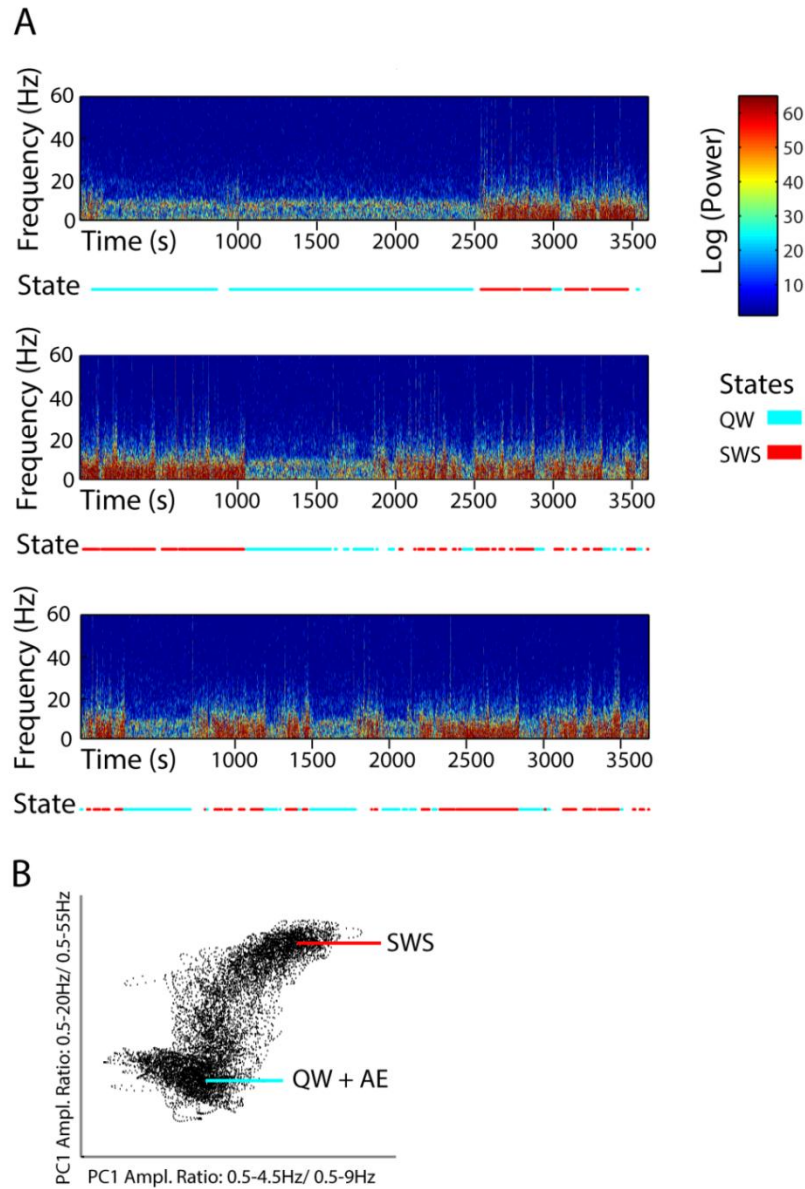 A
Frequency (Hz)
60
40
20
0
Time (s)
1000
1500
2000
2500
3000
3500
State
Log (Power)
60
50
40
30
20
10
Frequency (Hz)
60
40
20
0
Time (s)
1000
1500
2000
2500
3000
3500
State
States
QW
SWS
Frequency (Hz)
60
40
20
0
Time (s)
1000
1500
2000
2500
3000
3500
State
B
PC1 Ampl. Ratio: 0.5-20Hz/ 0.5-55Hz
SWS
QW + AE
PC1 Ampl. Ratio: 0.5-4.5Hz/ 0.5-9Hz